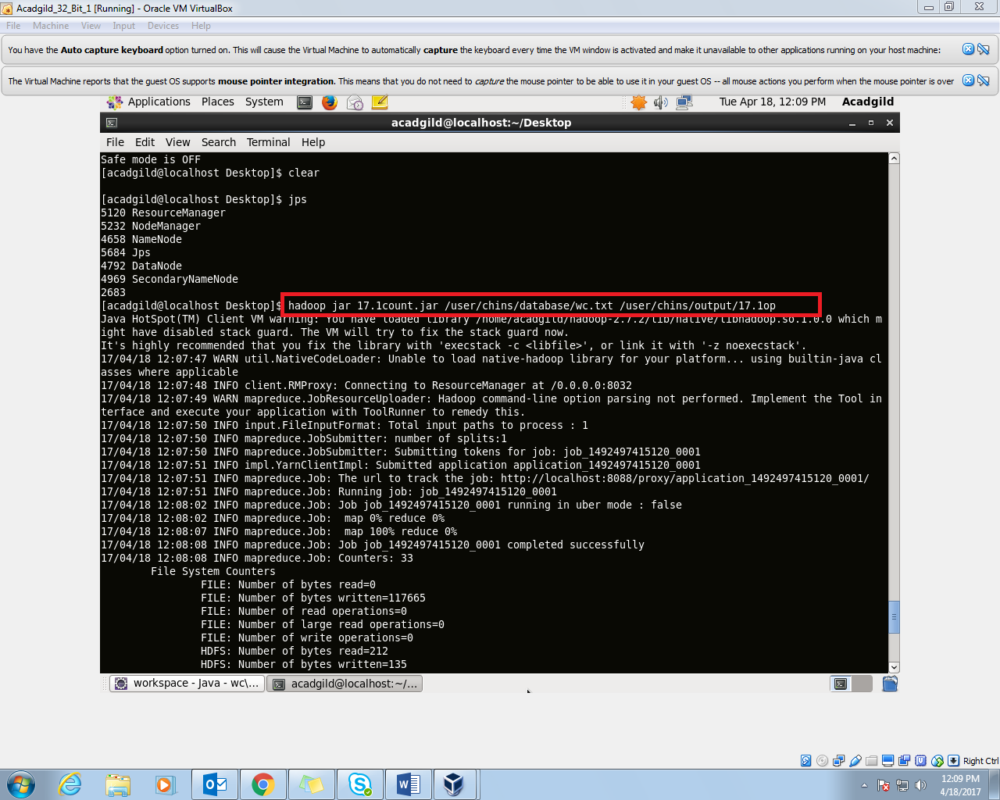 Acadgild_32_Bit_1 [Running] - Oracle VM VirtualBox
File Machine View Input Devices Help
You have the Auto capture keyboard option turned on. This will cause the Virtual Machine to automatically capture the keyboard every time the VM window is activated and make it unavailable to other applications running on your host machine:
The Virtual Machine reports that the guest OS supports mouse pointer integration. This means that you do not need to capture the mouse pointer to be able to use it in your guest OS -- all mouse actions you perform when the mouse pointer is over
Applications Places System Tue Apr 18, 12:09 PM Acadgild
acadgild@localhost:~/Desktop
File Edit View Search Terminal Help
Safe mode is OFF
[acadgild@localhost Desktop]$ clear
[acadgild@localhost Desktop]$ jps
5120 ResourceManager
5232 NodeManager
4658 NameNode
5684 Jps
4792 DataNode
4969 SecondaryNameNode
2683
[acadgild@localhost Desktop]$ hadoop jar 17.1count.jar /user/chins/database/wc.txt /user/chins/output/17.1op
Java HotSpot(TM) Client VM warning: You have loaded library /home/acadgild/hadoop-2.7.2/lib/native/libhadoop.so.1.0.0 which m
ight have disabled stack guard. The VM will try to fix the stack guard now.
It's highly recommended that you fix the library with 'execstack -c <libfile>', or link it with '-z noexecstack'.
17/04/18 12:07:47 WARN util.NativeCodeLoader: Unable to load native-hadoop library for your platform... using builtin-java cl
asses where applicable
17/04/18 12:07:48 INFO client.RMProxy: Connecting to ResourceManager at /0.0.0.0:8032
17/04/18 12:07:49 WARN mapreduce.JobResourceUploader: Hadoop command-line option parsing not performed. Implement the Tool in
terface and execute your application with ToolRunner to remedy this.
17/04/18 12:07:50 INFO input.FileInputFormat: Total input paths to process : 1
17/04/18 12:07:50 INFO mapreduce.JobSubmitter: number of splits:1
17/04/18 12:07:50 INFO mapreduce.JobSubmitter: Submitting tokens for job: job_1492497415120_0001
17/04/18 12:07:51 INFO impl.YarnClientImpl: Submitted application application_1492497415120_0001
17/04/18 12:07:51 INFO mapreduce.Job: The url to track the job: http://localhost:8088/proxy/application_1492497415120_0001/
17/04/18 12:07:51 INFO mapreduce.Job: Running job: job_1492497415120_0001
17/04/18 12:08:02 INFO mapreduce.Job: Job job_1492497415120_0001 running in uber mode : false
17/04/18 12:08:02 INFO mapreduce.Job:  map 0% reduce 0%
17/04/18 12:08:07 INFO mapreduce.Job:  map 100% reduce 0%
17/04/18 12:08:08 INFO mapreduce.Job: Job job_1492497415120_0001 completed successfully
17/04/18 12:08:08 INFO mapreduce.Job: Counters: 33
File System Counters
FILE: Number of bytes read=0
FILE: Number of bytes written=117665
FILE: Number of read operations=0
FILE: Number of large read operations=0
FILE: Number of write operations=0
HDFS: Number of bytes read=212
HDFS: Number of bytes written=135
workspace - Java - wc\... acadgild@localhost:~/...
Right Ctrl
12:09 PM
4/18/2017